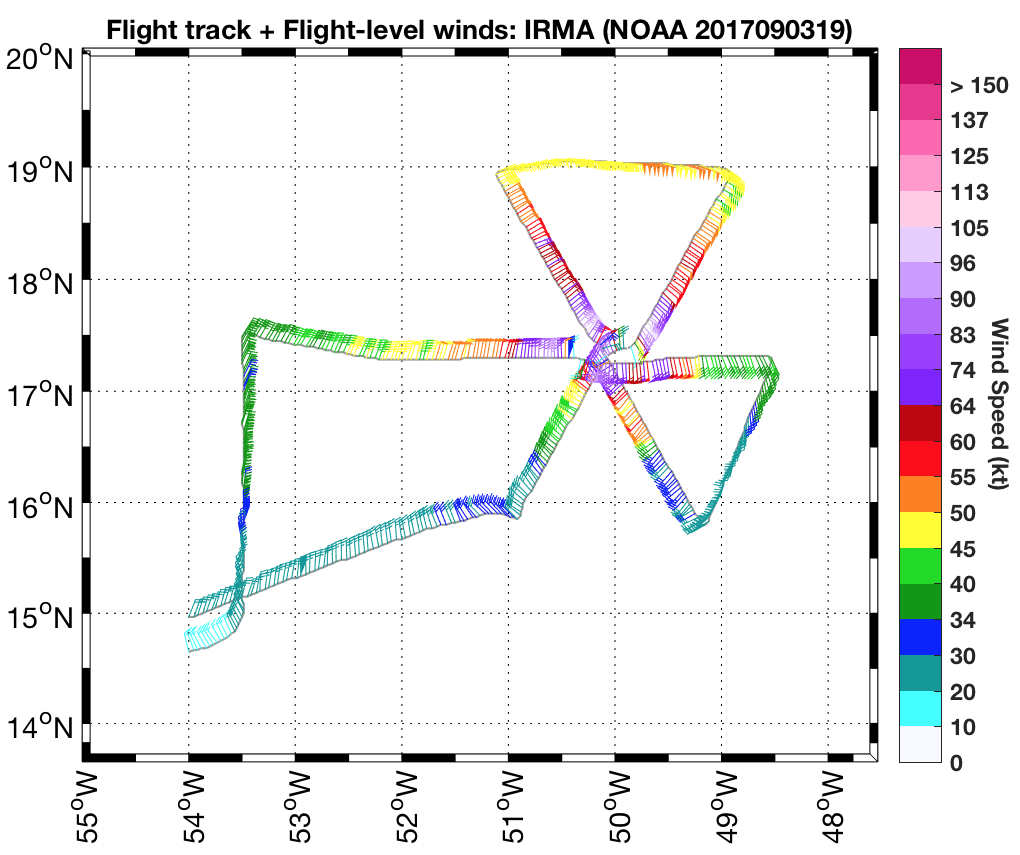 Flight track + Flight-level winds: IRMA (NOAA 2017090319)
20°N
19°N
18°N
17°N
16°N
15°N
14°N
55°W
54°W
53°W
52°W
51°W
50°W
49°W
48°W
> 150
137
125
113
105
96
90
83
74
64
60
55
50
45
40
34
30
20
10
0
Wind Speed (kt)